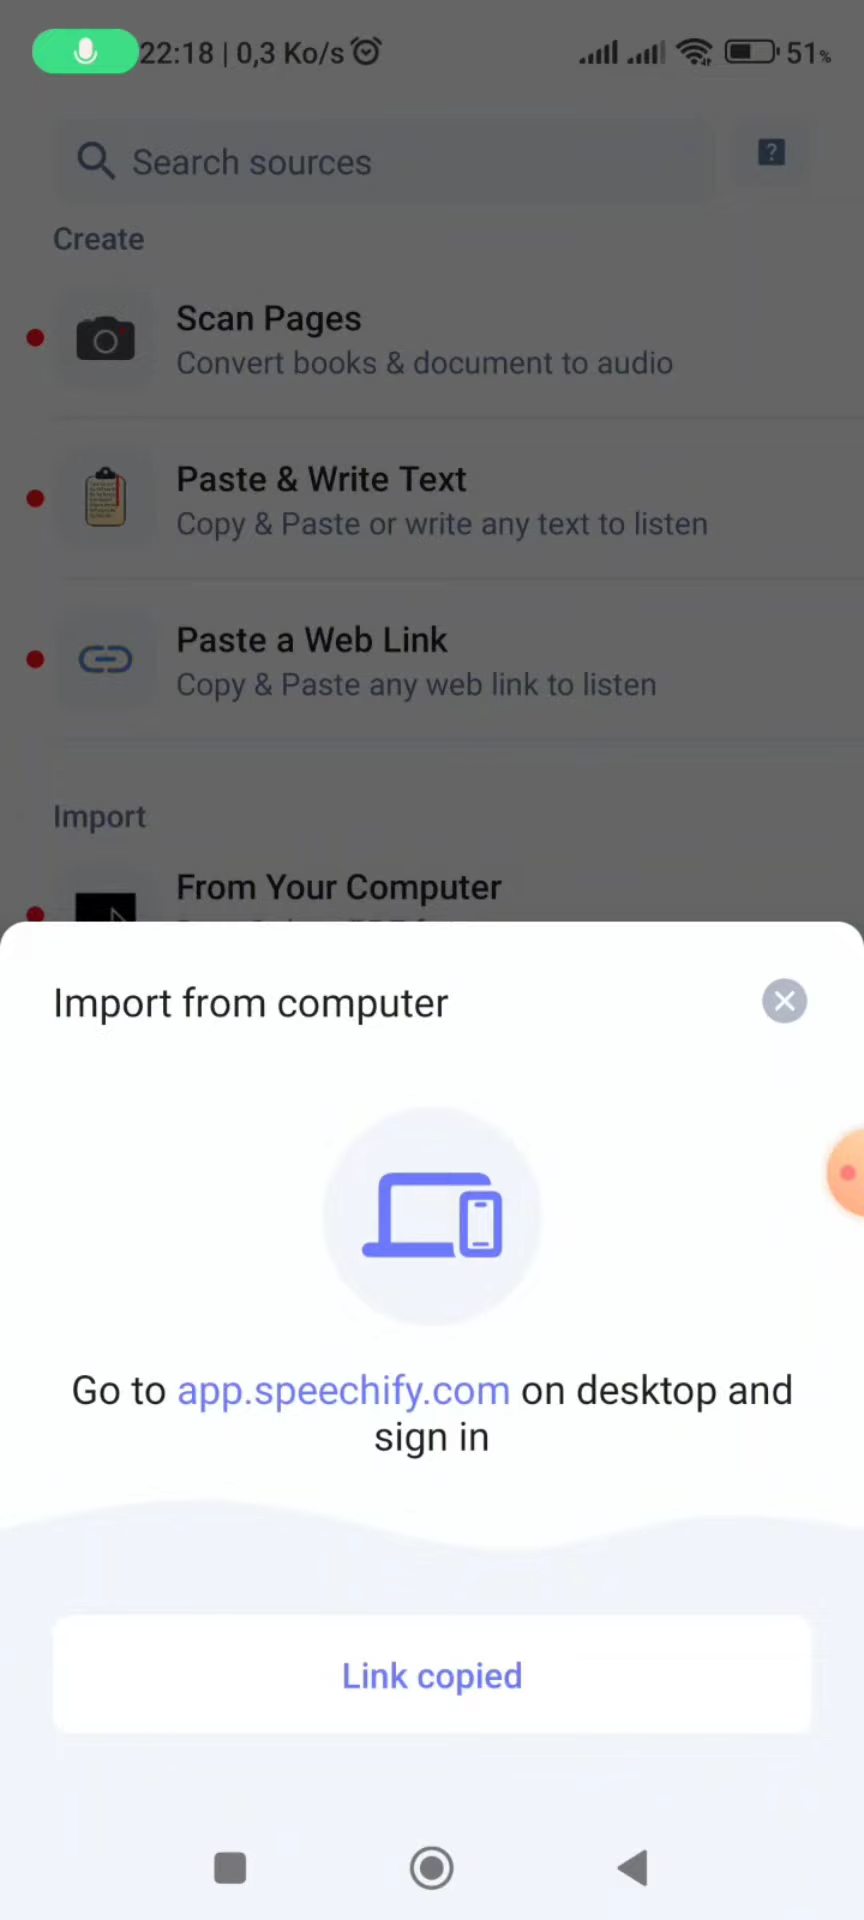 22:18 | 0,3 Ko/s 51%
Search sources
Create
Scan Pages
Convert books & document to audio
Paste & Write Text
Copy & Paste or write any text to listen
Paste a Web Link
Copy & Paste any web link to listen
Import
From Your Computer
Import from computer
Go to app.speechify.com on desktop and
sign in
Link copied